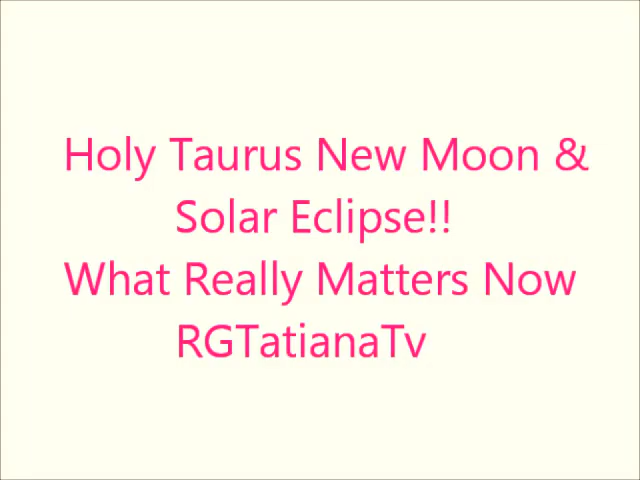 Holy Taurus New Moon &
Solar Eclipse!!
What Really Matters Now
RGTatianaTv